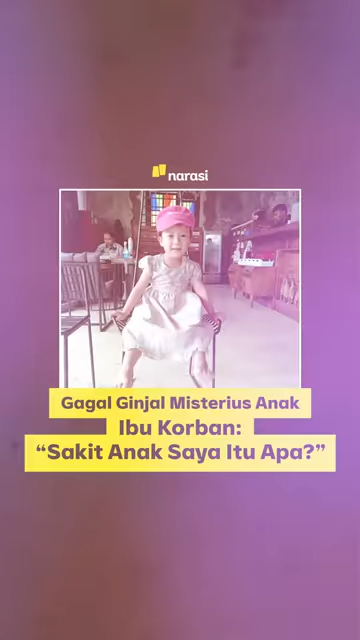 narasi
Gagal Ginjal Misterius Anak
Ibu Korban:
“Sakit Anak Saya Itu Apa?”